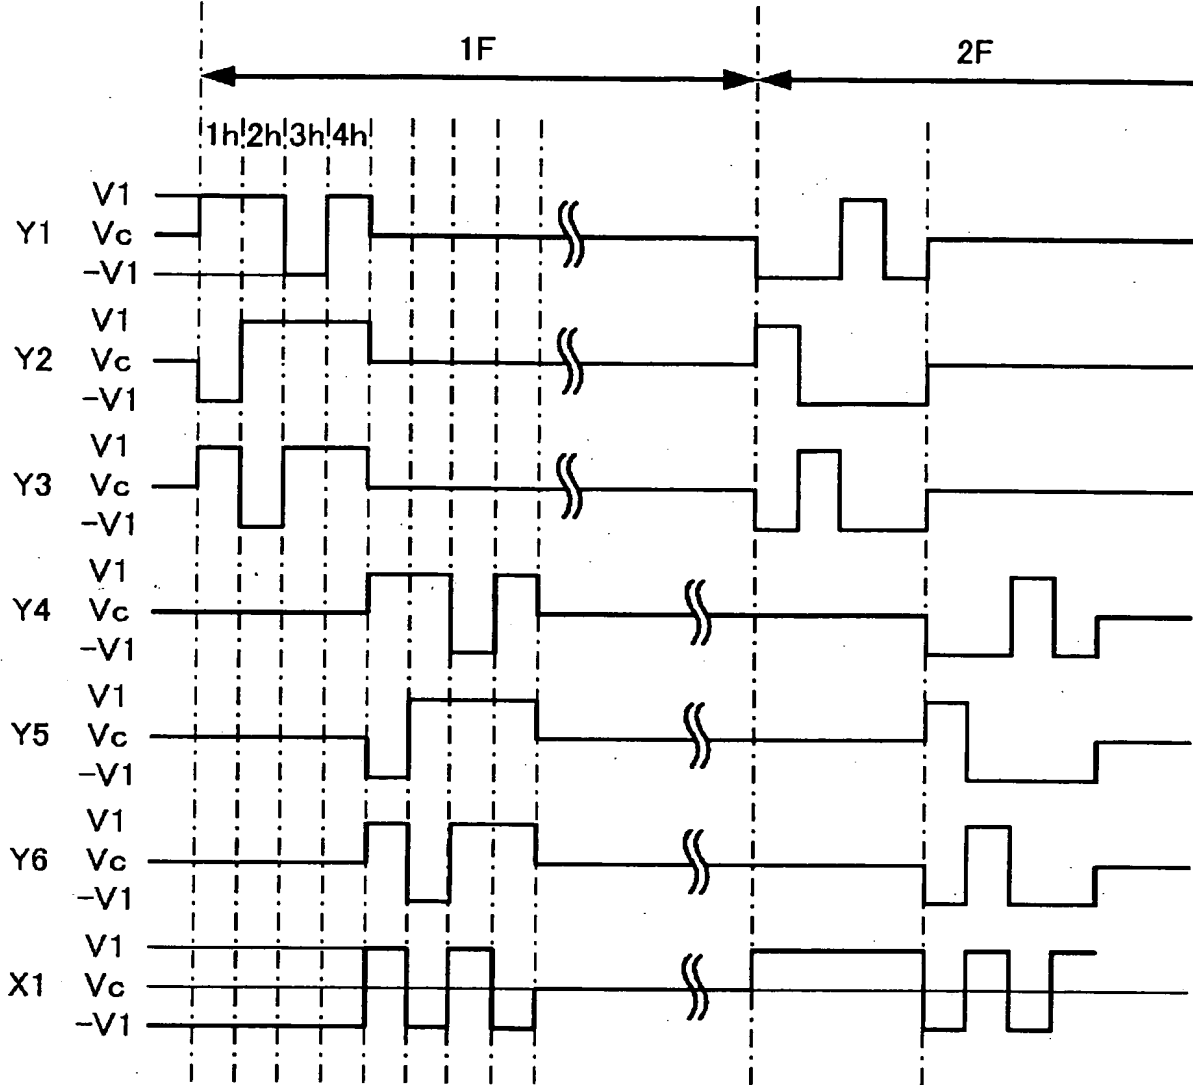 1F 2F
1h 2h 3h 4h
V1
Y1 Vc
-V1
V1
Y2 Vc
-V1
V1
Y3 Vc
-V1
V1
Y4 Vc
-V1
V1
Y5 Vc
-V1
V1
Y6 Vc
-V1
V1
X1 Vc
-V1